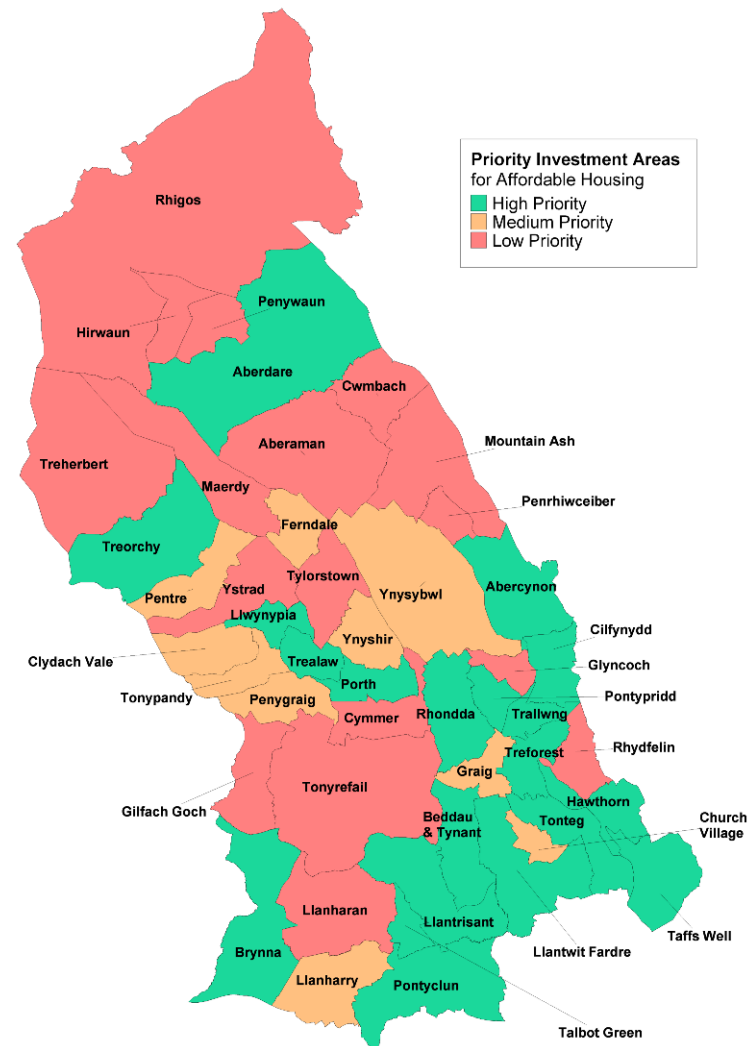 Priority Investment Areas
for Affordable Housing
High Priority
Medium Priority
Low Priority
Rhigos
Penywaun
Hirwaun
Aberdare
Cwmbach
Aberaman
Mountain Ash
Treherbert
Maerdy
Penrhiwceiber
Ferndale
Treorchy
Tylorstown
Abercynon
Ystrad
Ynysybwl
Pentre
Llwynypia
Cilfynydd
Ynyshir
Clydach Vale
Trealaw
Glyncoch
Porth
Tonypandy
Penygraig
Pontypridd
Cymmer
Rhondda
Trallwng
Treforest
Rhydfelin
Graig
Tonyrefail
Gilfach Goch
Hawthorn
Beddau
& Tynant
Tonteg
Church
Village
Llanharan
Llantrisant
Taffs Well
Brynna
Llantwit Fardre
Llanharry
Pontyclun
Talbot Green